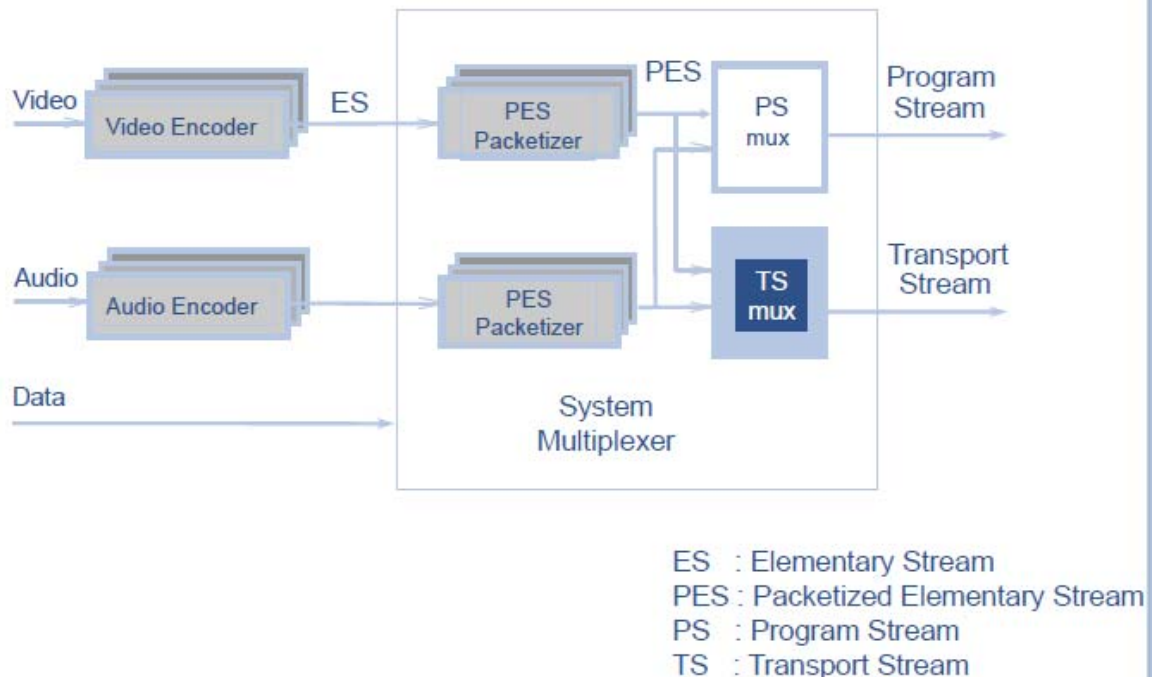 Video
Video Encoder
ES
PES
Packetizer
PES
PS
mux
Program
Stream
Audio
Audio Encoder
PES
Packetizer
TS
mux
Transport
Stream
Data
System
Multiplexer
ES : Elementary Stream
PES : Packetized Elementary Stream
PS : Program Stream
TS : Transport Stream